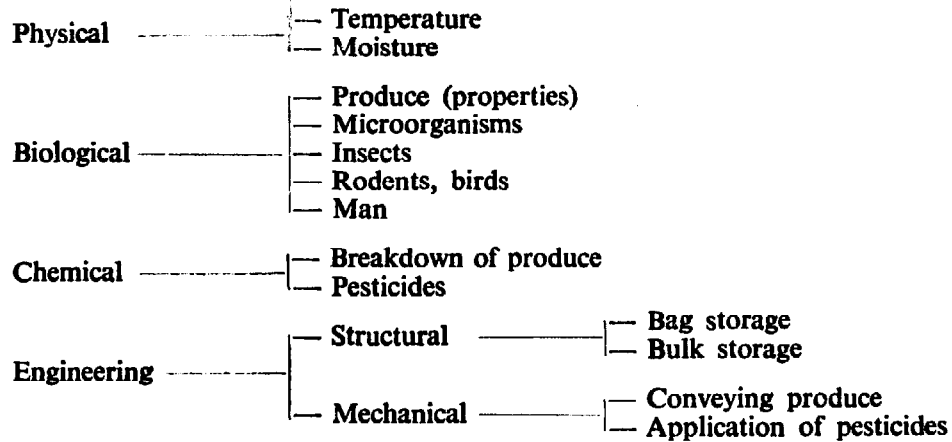 Physical
Temperature
Moisture
Biological
Produce (properties)
Microorganisms
Insects
Rodents, birds
Man
Chemical
Breakdown of produce
Pesticides
Engineering
Structural
Bag storage
Bulk storage
Mechanical
Conveying produce
Application of pesticides